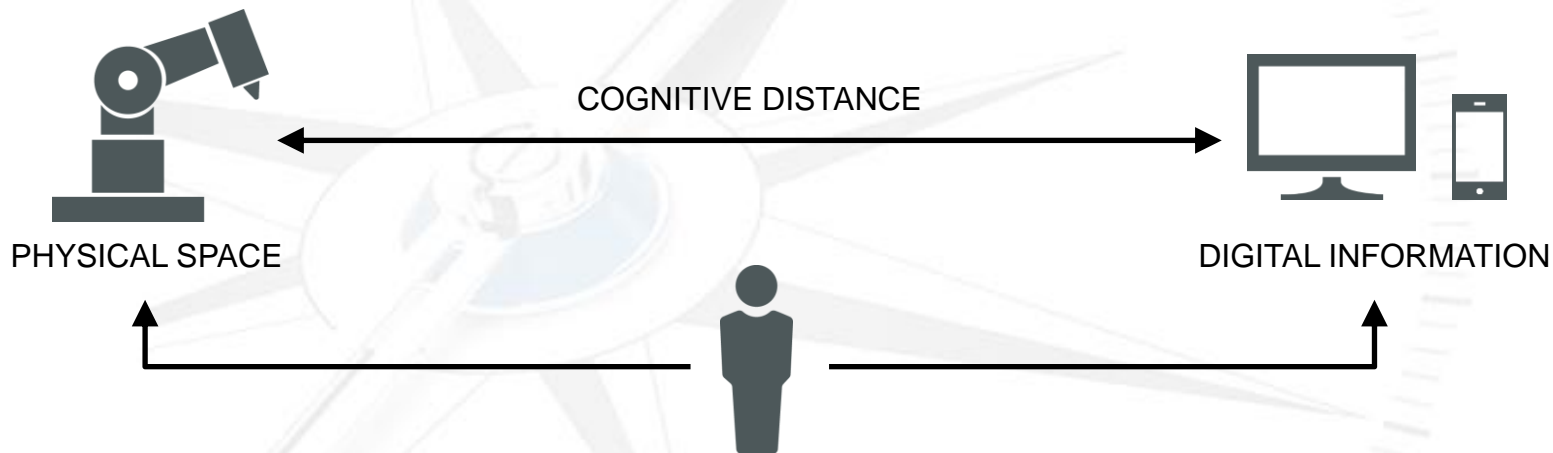 COGNITIVE DISTANCE
PHYSICAL SPACE
DIGITAL INFORMATION